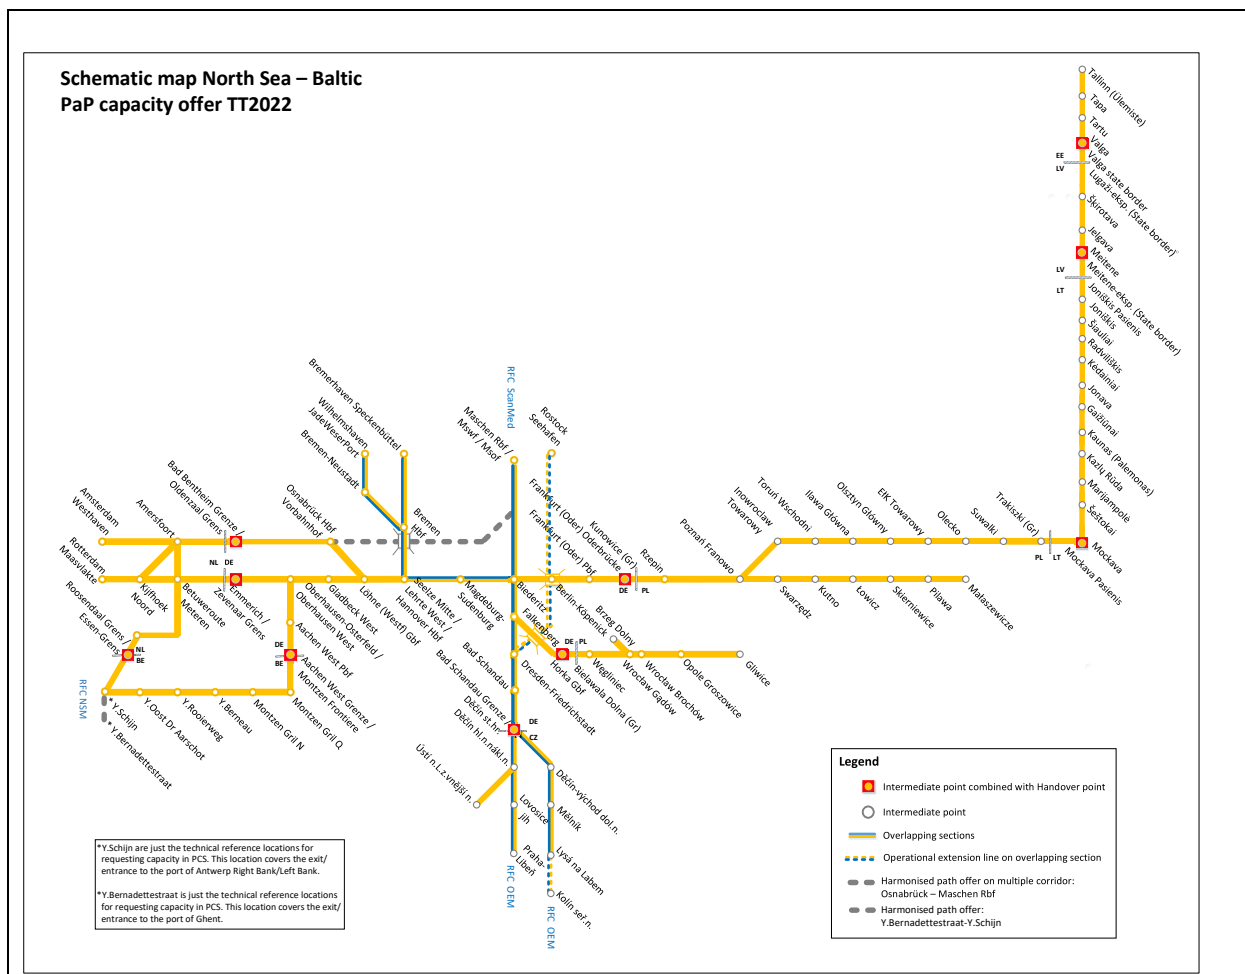 Schematic map North Sea – Baltic
PaP capacity offer TT2022
Tallinn (Ülemiste)
Tapa
Tartu
Valga
EE
LV
Valga state border
Lugaži-eksp. (State border)
Šķirotava
Jelgava
Meitene
Meitene-eksp. (State border)
LV
LT
Joniškis Pasienis
Joniškis
Šiauliai
Radviliškis
Kėdainiai
Jonava
Gaižiūnai
Kaunas (Palemonas)
Kazlų Rūda
Marijampolė
Šeštokai
Mockava
Mockava Pasienis
PL
LT
Trakiszki (Gr)
Suwałki
Olecko
Ełk Towarowy
Olsztyn Główny
Iława Główna
Toruń Wschodni
Inowrocław
Towarowy
Poznań Franowo
Swarzędz
Kutno
Łowicz
Skierniewice
Pilawa
Małaszewicze
Rzepin
Kunowice (Gr)
DE
PL
Frankfurt (Oder) Oderbrücke
Frankfurt (Oder) Pbf
Berlin-Köpenick
Rostock
Seehafen
RFC ScanMed
Maschen Rbf /
Mswf / Msof
Bremerhaven Speckenbüttel
Wilhelmshaven
JadeWeserPort
Bremen-Neustadt
Bremen
Hbf
Osnabrück Hbf
Vorbahnhof
Bad Bentheim Grenze /
Oldenzaal Grens
NL
DE
Amersfoort
Amsterdam
Westhaven
Rotterdam
Maasvlakte
Kijfhoek
Noord
Betuweroute
Meteren
Emmerich /
Zevenaar Grens
Oberhausen West
Oberhausen-Osterfeld /
Gladbeck West
Löhne (Westf) Gbf
Hannover Hbf
Lehrte West /
Seelze Mitte /
Magdeburg-
Sudenburg
Biederitz
Falkenberg
Roosendaal Grens /
Essen-Grens
NL
BE
RFC NSM
*Y.Schijn
*Y.Bernadettestraat
Y.Oost Dr Aarschot
Y.Rooierweg
Y.Berneau
Montzen Gril N
Montzen Gril Q
Aachen West Pbf
DE
BE
Aachen West Grenze /
Montzen Frontiere
Horka Gbf
DE
PL
Bielawa Dolna (Gr)
Węgliniec
Brzeg Dolny
Wrocław Gądów
Wrocław Brochów
Opole Groszowice
Gliwice
Dresden-Friedrichstadt
Bad Schandau
Bad Schandau Grenze /
Děčín st.hr.
DE
CZ
Děčín hl.n.nákl.n.
Ústí n.L.z.vnější n.
Lovosice
jih
Praha-
Libeň
RFC OEM
Děčín-východ dol.n.
Mělník
Lysá na Labem
Kolín seř.n.
RFC OEM
Legend
Intermediate point combined with Handover point
Intermediate point
Overlapping sections
Operational extension line on overlapping section
Harmonised path offer on multiple corridor:
Osnabrück – Maschen Rbf
Harmonised path offer:
Y.Bernadettestraat-Y.Schijn
*Y.Schijn are just the technical reference locations for
requesting capacity in PCS. This location covers the exit/
entrance to the port of Antwerp Right Bank/Left Bank.
*Y.Bernadettestraat is just the technical reference locations
for requesting capacity in PCS. This location covers the exit/
entrance to the port of Ghent.